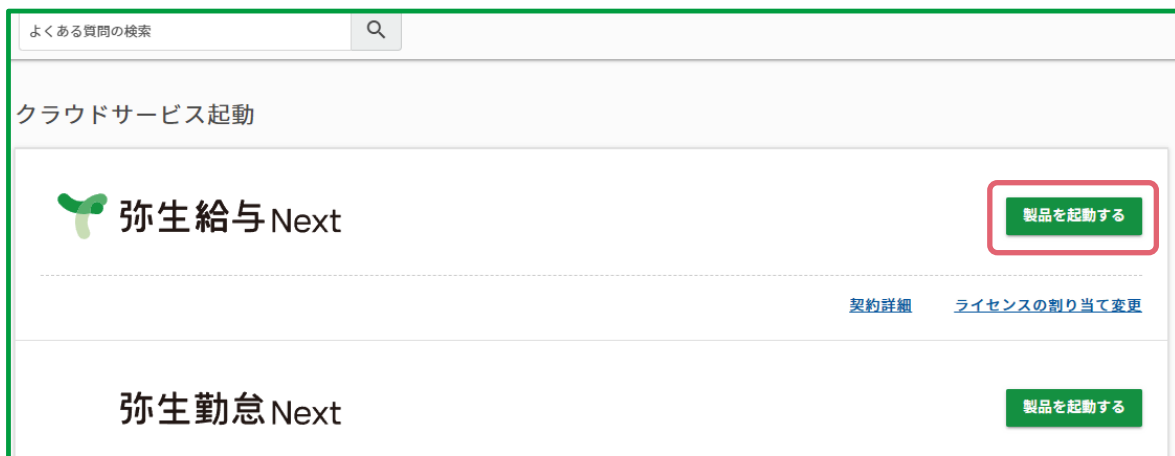 よくある質問の検索
クラウドサービス起動
弥生給与Next
製品を起動する
契約詳細 ライセンスの割り当て変更
弥生勤怠Next
製品を起動する